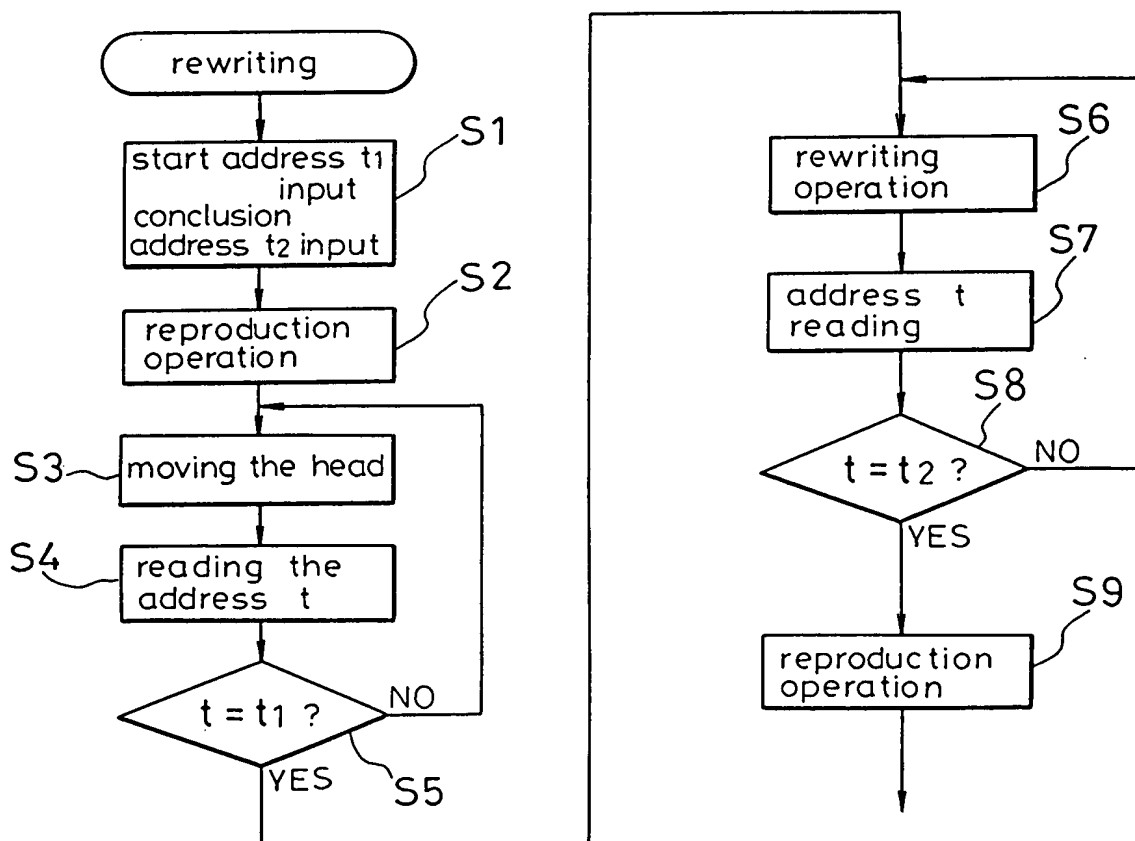 rewriting
S1
start address t1
input
conclusion
address t2 input
S2
reproduction
operation
S3
moving the head
S4
reading the
address t
t = t1 ?
NO
YES
S5
S6
rewriting
operation
S7
address t
reading
S8
t = t2 ?
NO
YES
S9
reproduction
operation